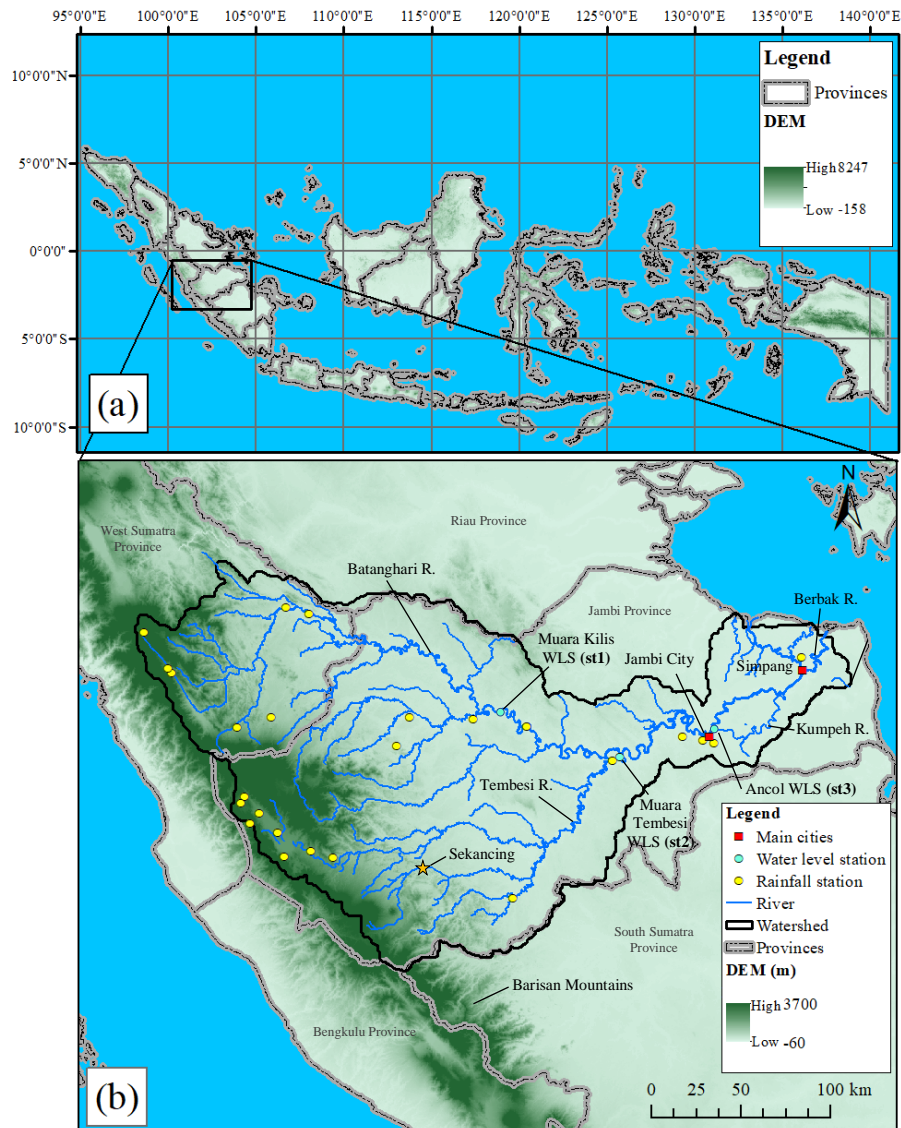 95°0'0"E 100°0'0"E 105°0'0"E 110°0'0"E 115°0'0"E 120°0'0"E 125°0'0"E 130°0'0"E 135°0'0"E 140°0'0"E
10°0'0"N
5°0'0"N
0°0'0"
5°0'0"S
10°0'0"S
Legend
Provinces
DEM
High 8247
Low -158
(a)
N
West Sumatra
Province
Riau Province
Batanghari R.
Jambi Province
Berbak R.
Muara Kilis
WLS (st1)
Jambi City
Simpang
Kumpeh R.
Tembesi R.
Ancol WLS (st3)
Muara
Tembesi
WLS (st2)
Sekancing
South Sumatra
Province
Barisan Mountains
Bengkulu Province
Legend
Main cities
Water level station
Rainfall station
River
Watershed
Provinces
DEM (m)
High 3700
Low -60
0 25 50 100 km
(b)